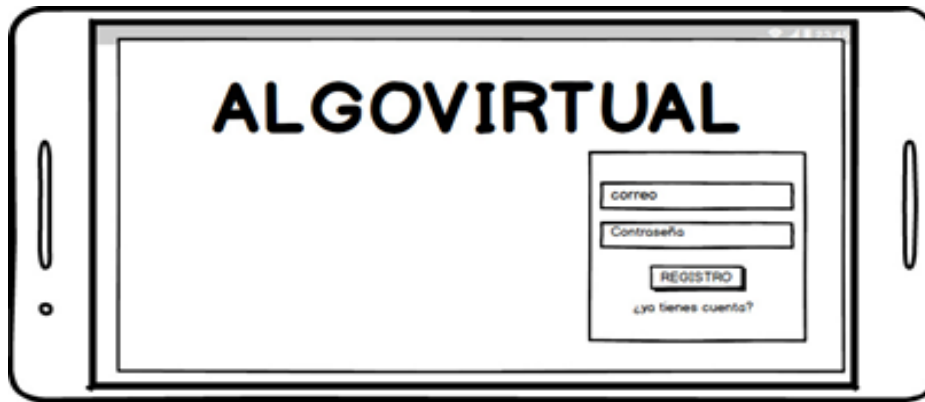 ALGOVIRTUAL
correo
Contraseña
REGISTRO
¿ya tienes cuenta?